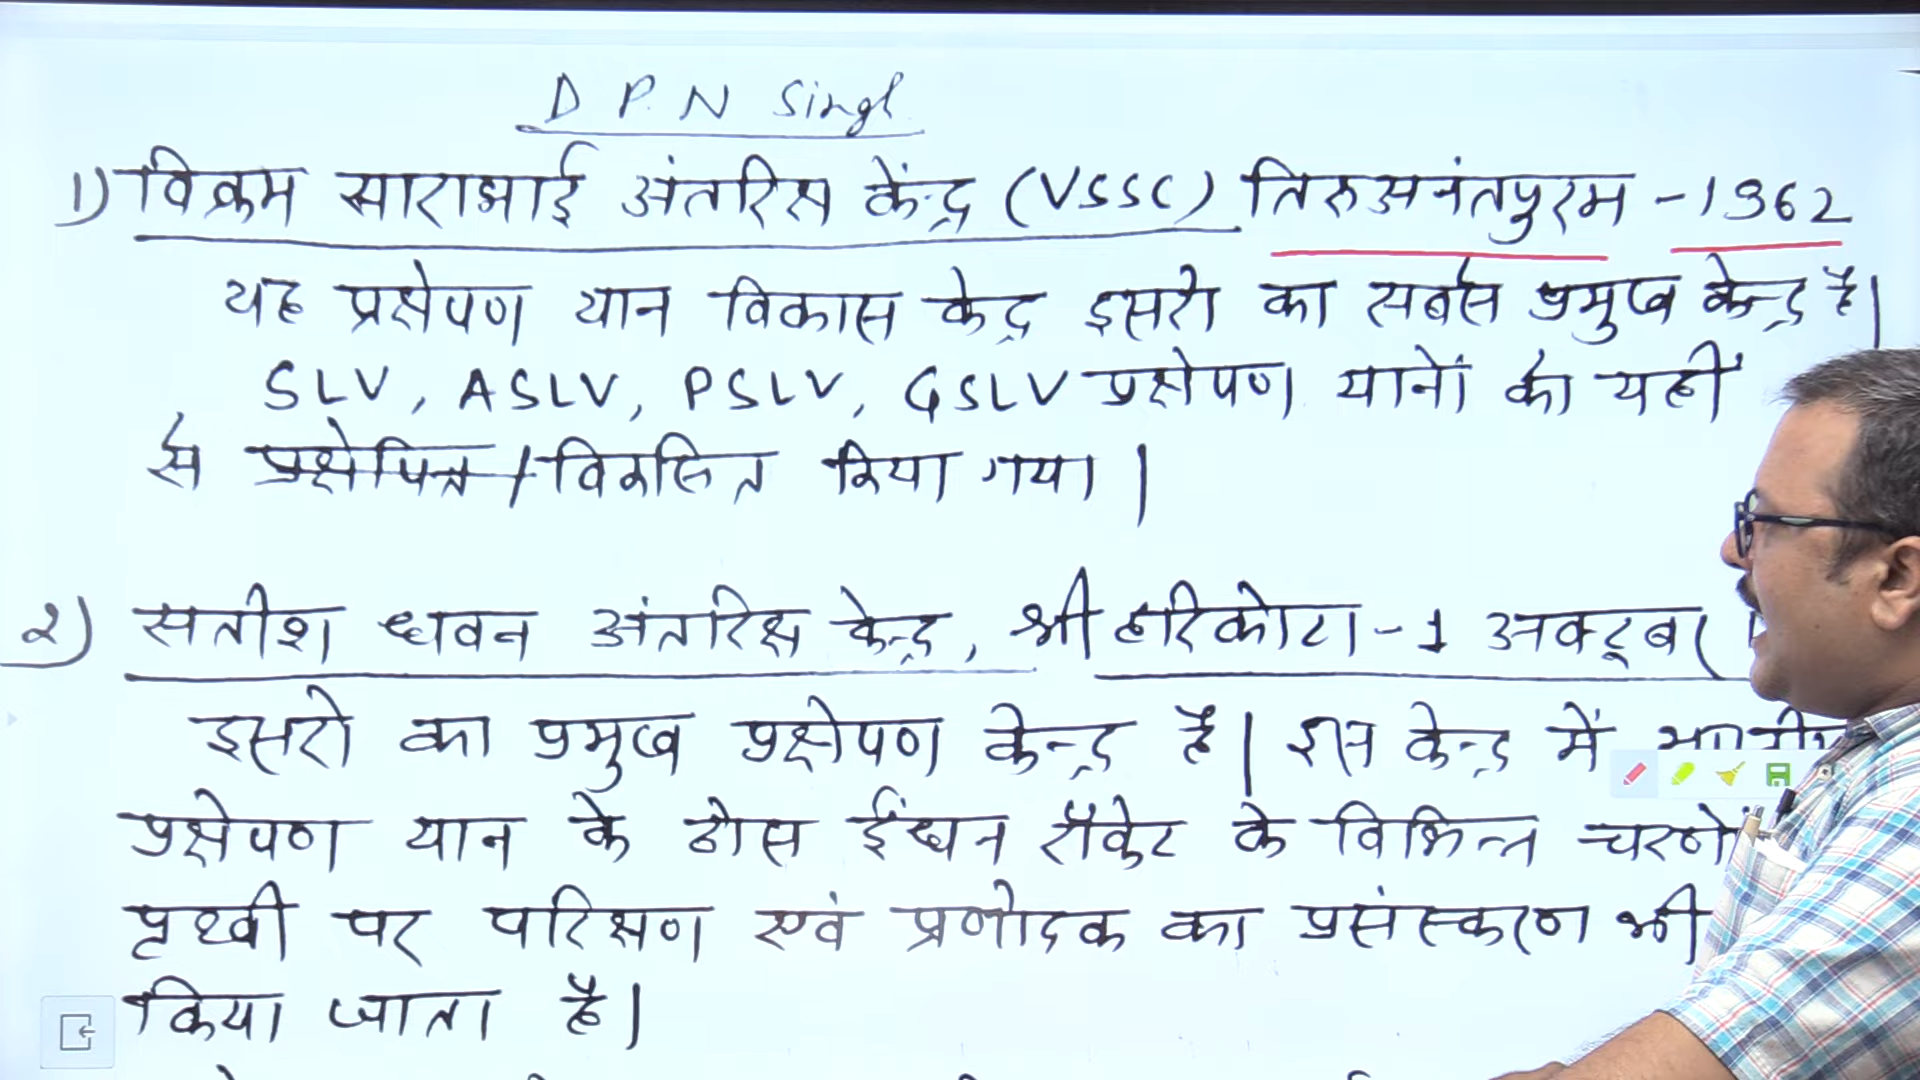 D P. N Singh
1) विक्रम साराभाई अंतरिक्ष केंद्र (VSSC) तिरुअनंतपुरम - 1962
यह प्रक्षेपण यान विकास केंद्र इसरो का सबसे प्रमुख केन्द्र है।
SLV, ASLV, PSLV, GSLV प्रक्षेपण यानों को यहीं
से प्रक्षेपित / विकसित किया गया।
2) सतीश धवन अंतरिक्ष केन्द्र, श्री हरिकोटा - 1 अक्टूबर
इसरो का प्रमुख प्रक्षेपण केन्द्र है। इस केन्द्र में
प्रक्षेपण यान के ठोस ईंधन रॉकेट के विभिन्न चरणों
पृथ्वी पर परिक्षण एवं प्रणोदक का प्रसंस्करण भी
किया जाता है।